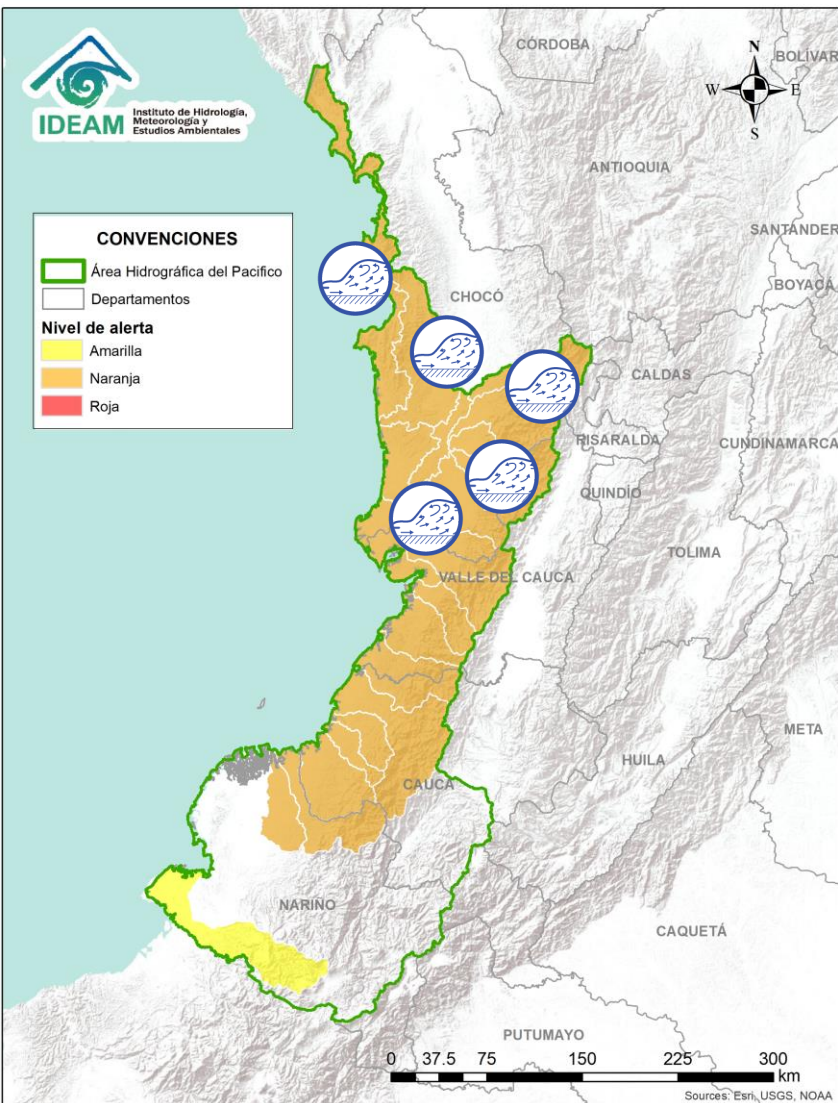 IDEAM
Instituto de Hidrología,
Meteorología y
Estudios Ambientales
CÓRDOBA
BOLÍVAR
N
W
E
S
ANTIOQUIA
SANTANDER
CONVENCIONES
Área Hidrográfica del Pacifico
Departamentos
Nivel de alerta
Amarilla
Naranja
Roja
BOYACÁ
CHOCÓ
CALDAS
RISARALDA
CUNDINAMARCA
QUINDÍO
TOLIMA
VALLE DEL CAUCA
META
HUILA
CAUCA
NARIÑO
CAQUETÁ
PUTUMAYO
0 37.5 75 150 225 300
km
Sources: Esri, USGS, NOAA